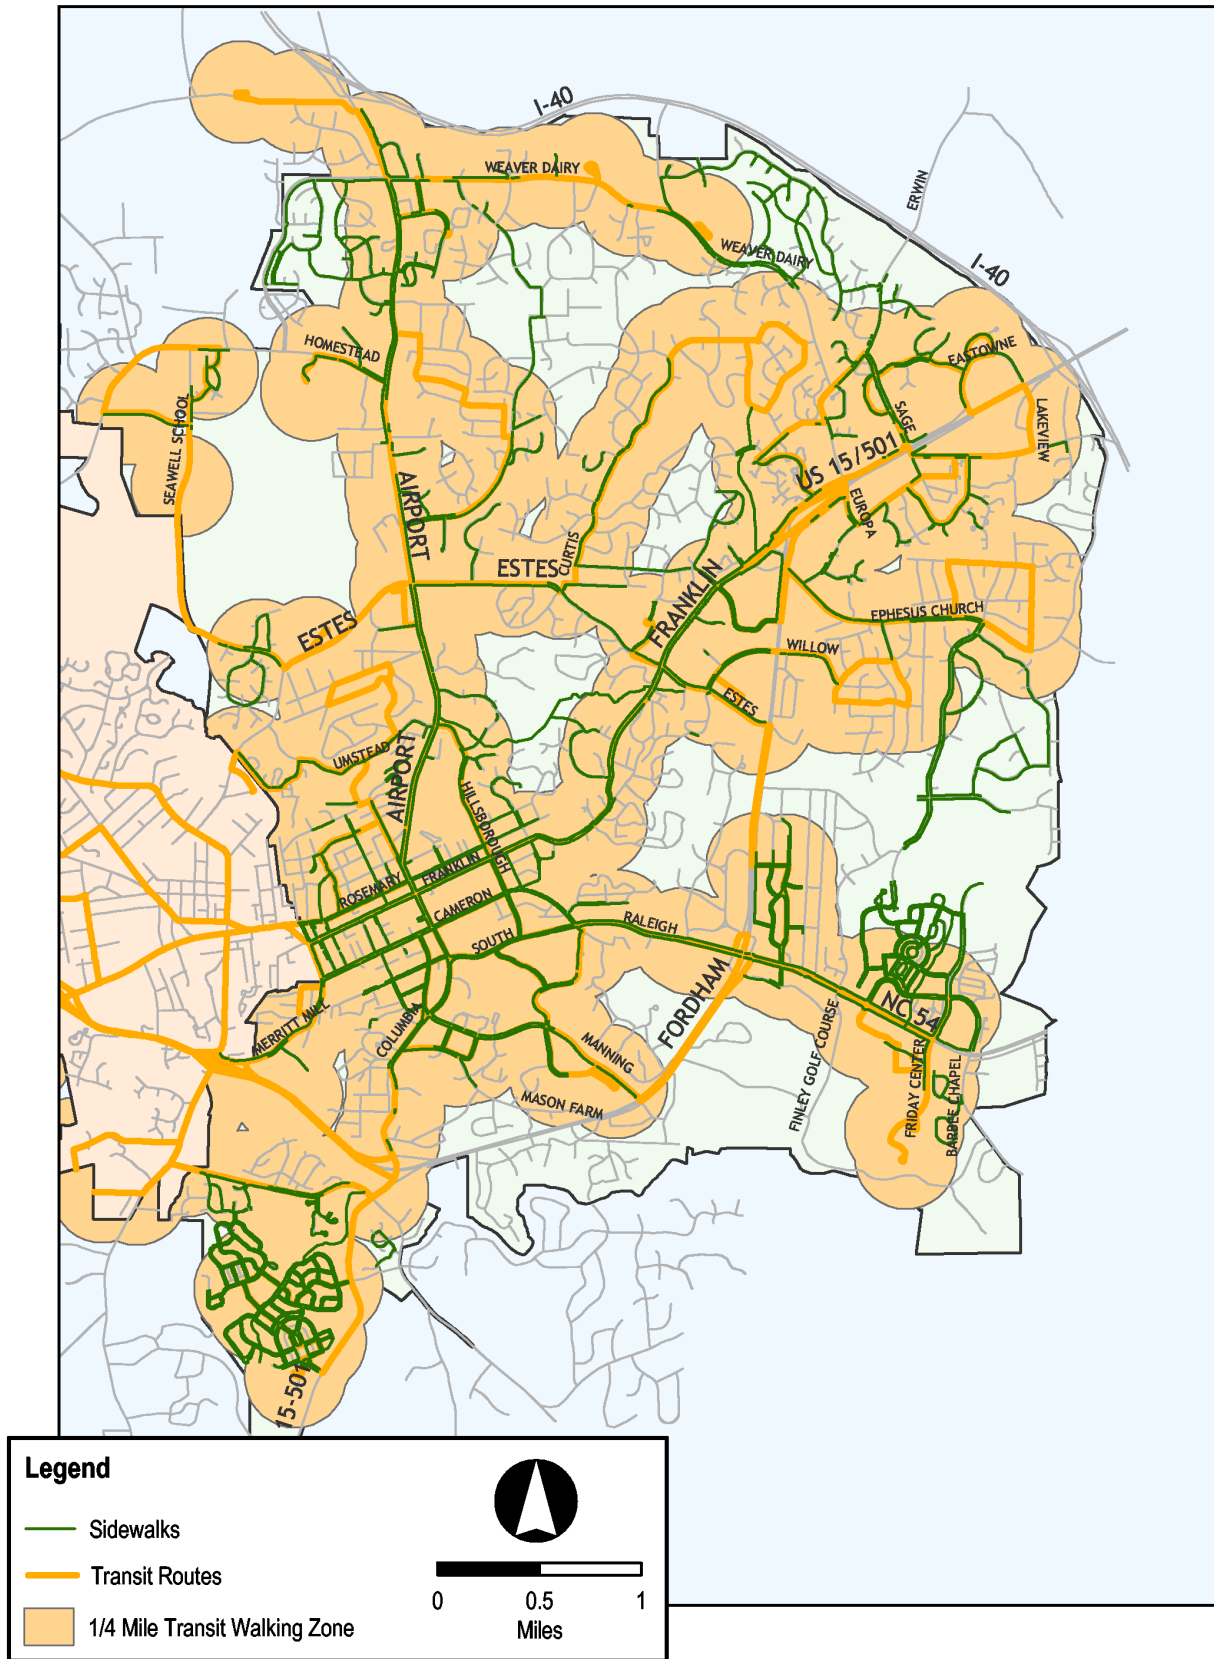 I-40
WEAVER DAIRY
ERWIN
WEAVER DAIRY
I-40
HOMESTEAD
EASTOWNE
SEAWELL SCHOOL
SAGE
LAKEVIEW
US 15/501
AIRPORT
EUROPA
CURTIS
ESTES
FRANKLIN
EPHESUS CHURCH
ESTES
WILLOW
ESTES
UMSTEAD
AIRPORT
HILLSBOROUGH
FRANKLIN
ROSEMARY
CAMERON
RALEIGH
SOUTH
FORDHAM
NC 54
MERRITT MILL
COLUMBIA
MANNING
FINLEY GOLF COURSE
FRIDAY CENTER
BARBEE CHAPEL
MASON FARM
15-501
Legend
Sidewalks
Transit Routes
1/4 Mile Transit Walking Zone
0 0.5 1
Miles